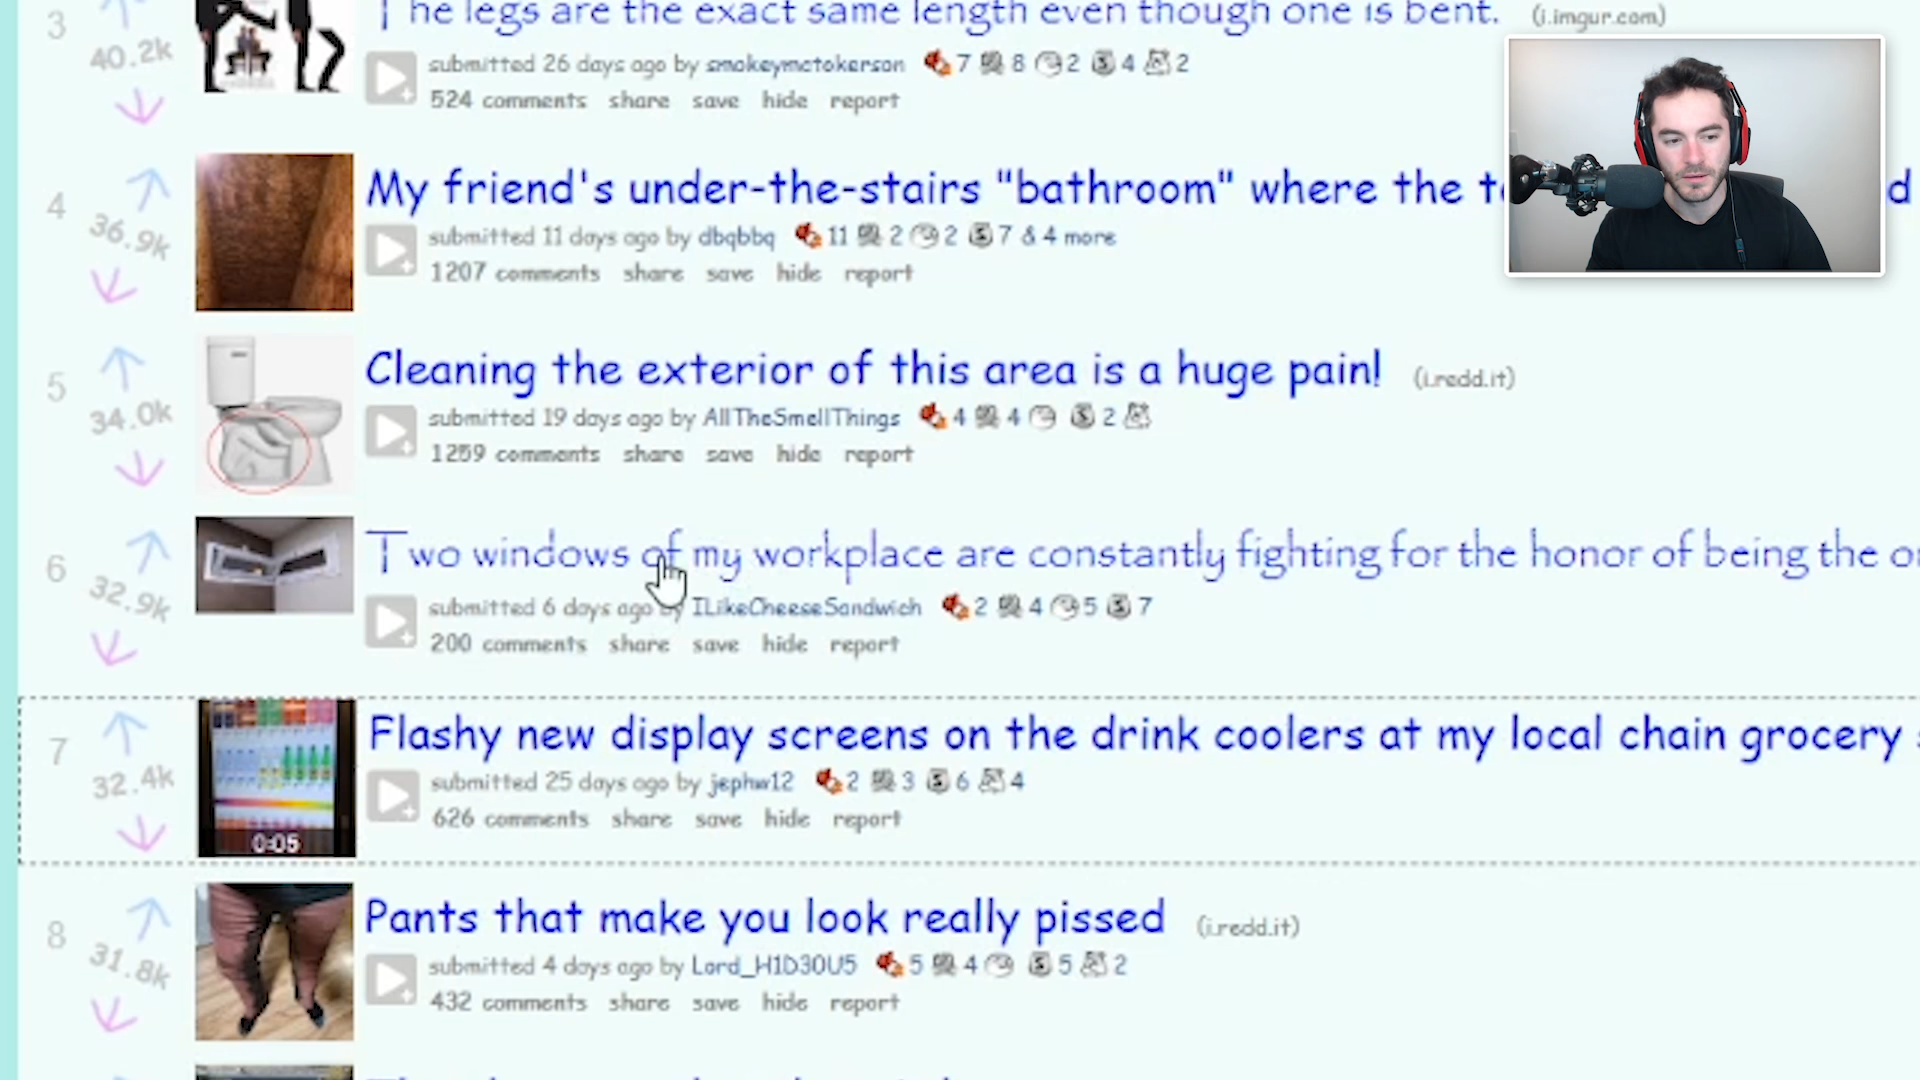 3
The legs are the exact same length even though one is bent. (i.imgur.com)
40.2k
submitted 26 days ago by smokeymctokerson 7 8 2 4 2
524 comments share save hide report
4
My friend's under-the-stairs "bathroom" where the
36.9k
submitted 11 days ago by dbqbbq 11 2 2 7 & 4 more
1207 comments share save hide report
5
Cleaning the exterior of this area is a huge pain! (i.redd.it)
34.0k
submitted 19 days ago by AllTheSmellThings 4 4 2
1259 comments share save hide report
6
Two windows of my workplace are constantly fighting for the honor of being the
32.9k
submitted 6 days ago by ILikeCheeseSandwich 2 4 5 7
200 comments share save hide report
7
Flashy new display screens on the drink coolers at my local chain grocery
32.4k
submitted 25 days ago by jephw12 2 3 6 4
0:05
626 comments share save hide report
8
Pants that make you look really pissed (i.redd.it)
31.8k
submitted 4 days ago by Lord_H1D30U5 5 4 5 2
432 comments share save hide report